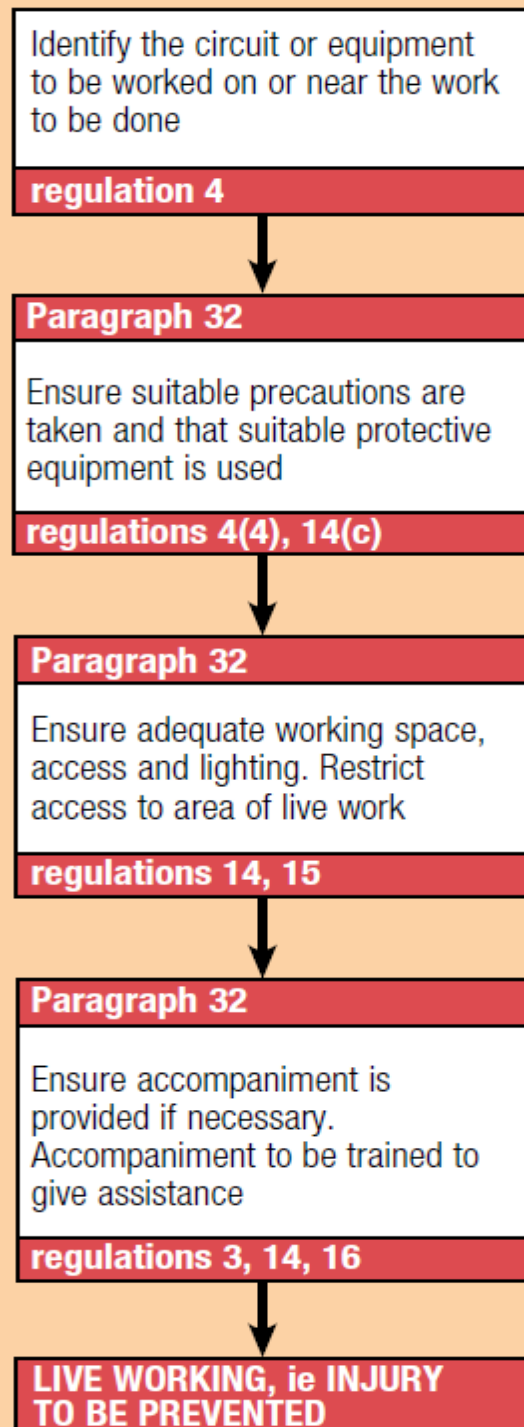 Identify the circuit or equipment
to be worked on or near the work
to be done
regulation 4
Paragraph 32
Ensure suitable precautions are
taken and that suitable protective
equipment is used
regulations 4(4), 14(c)
Paragraph 32
Ensure adequate working space,
access and lighting. Restrict
access to area of live work
regulations 14, 15
Paragraph 32
Ensure accompaniment is
provided if necessary.
Accompaniment to be trained to
give assistance
regulations 3, 14, 16
LIVE WORKING, ie INJURY
TO BE PREVENTED